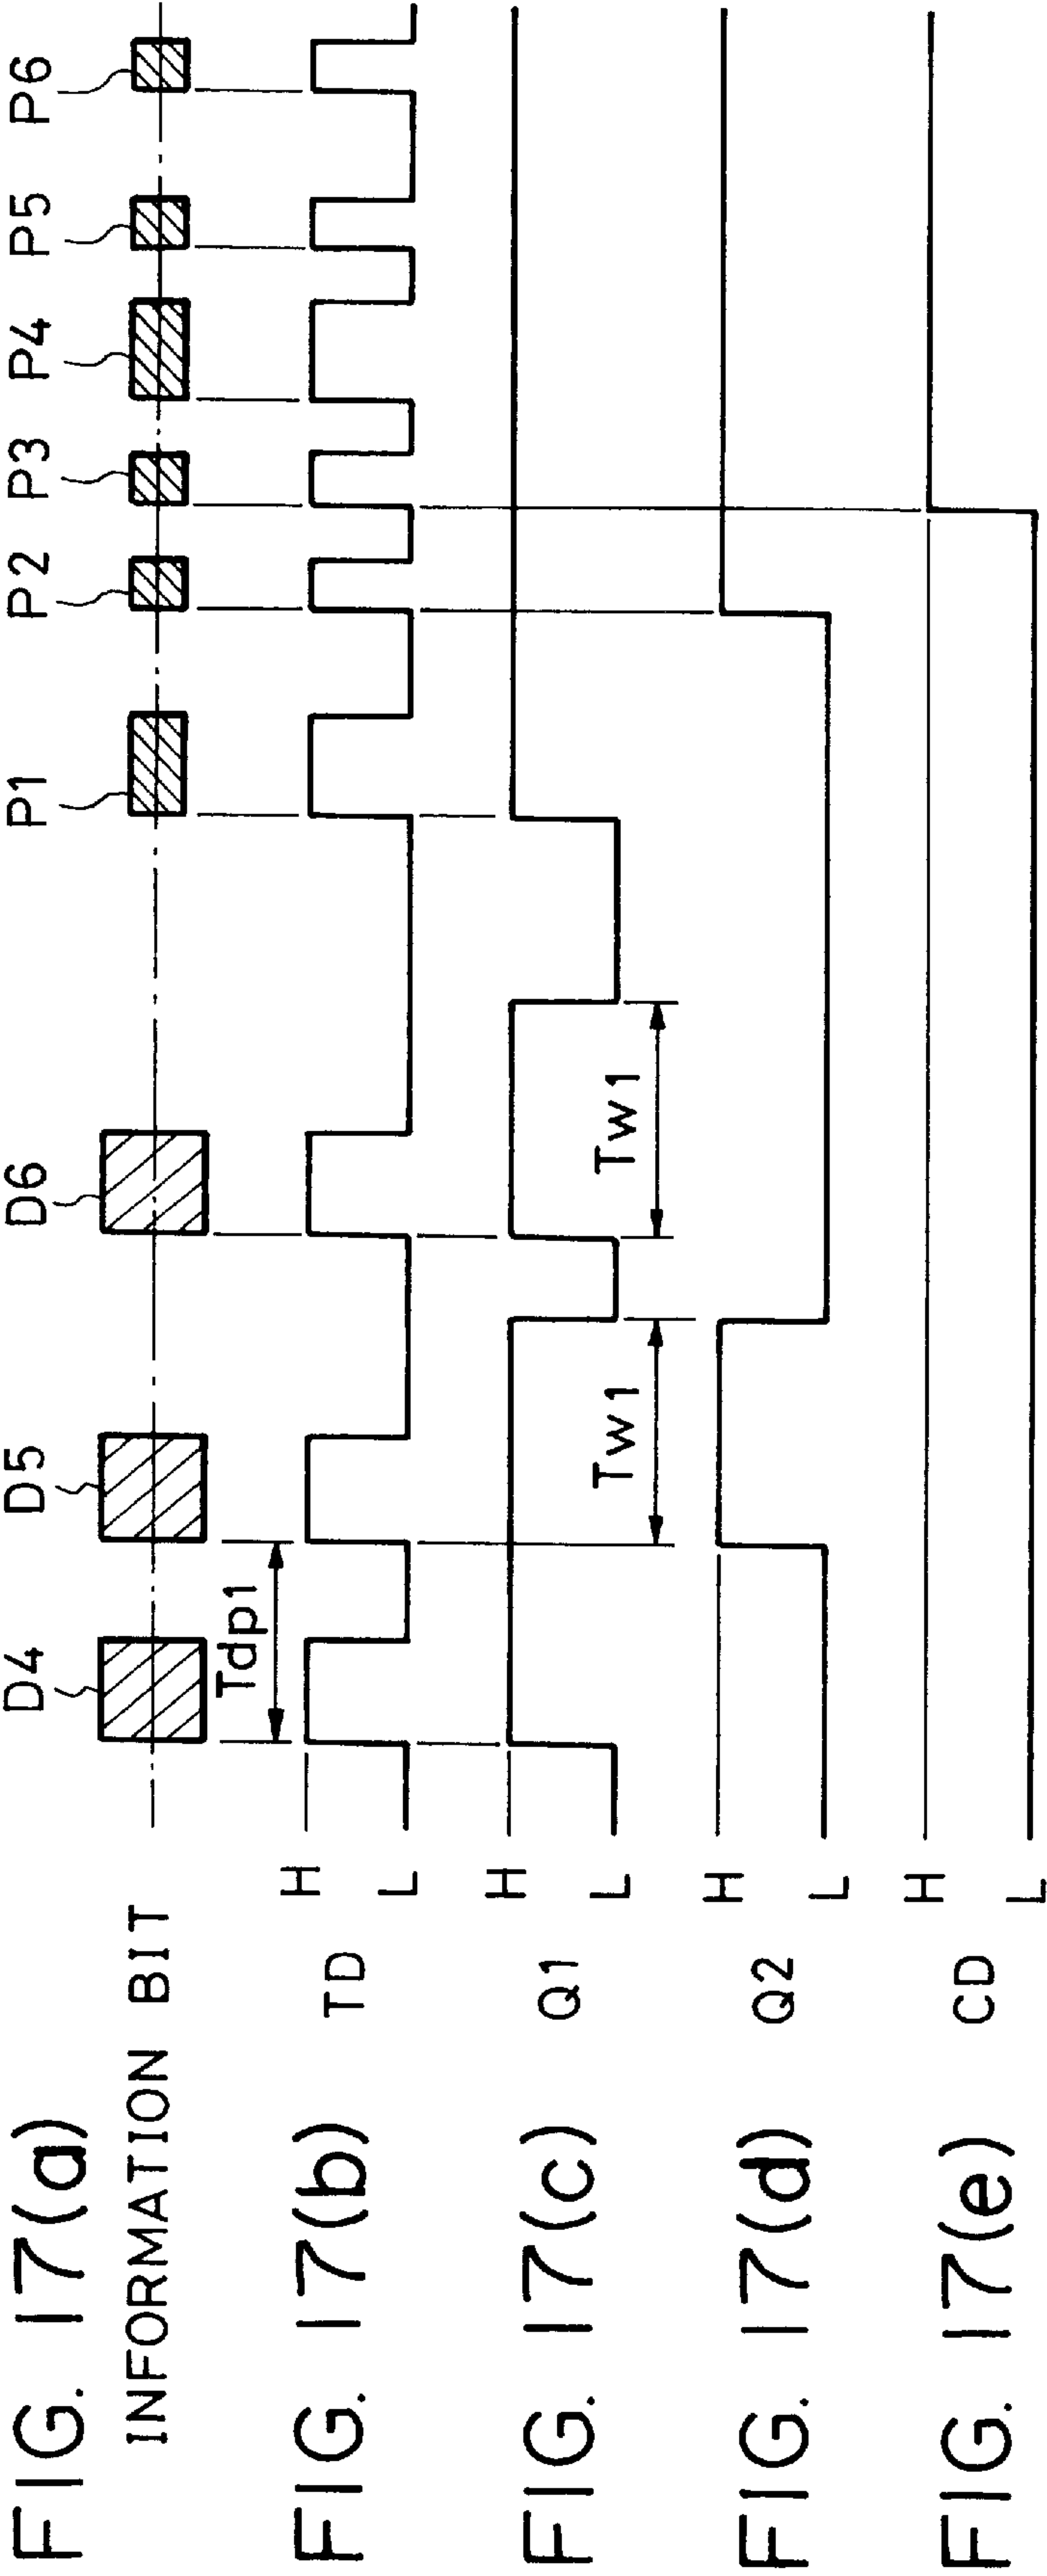 FIG. 17(a)
INFORMATION BIT
D4 D5 D6 P1 P2 P3 P4 P5 P6
Tdp1
FIG. 17(b)
TD
H
L
FIG. 17(c)
Q1
H
L
Tw1 Tw1
FIG. 17(d)
Q2
H
L
FIG. 17(e)
CD
H
L